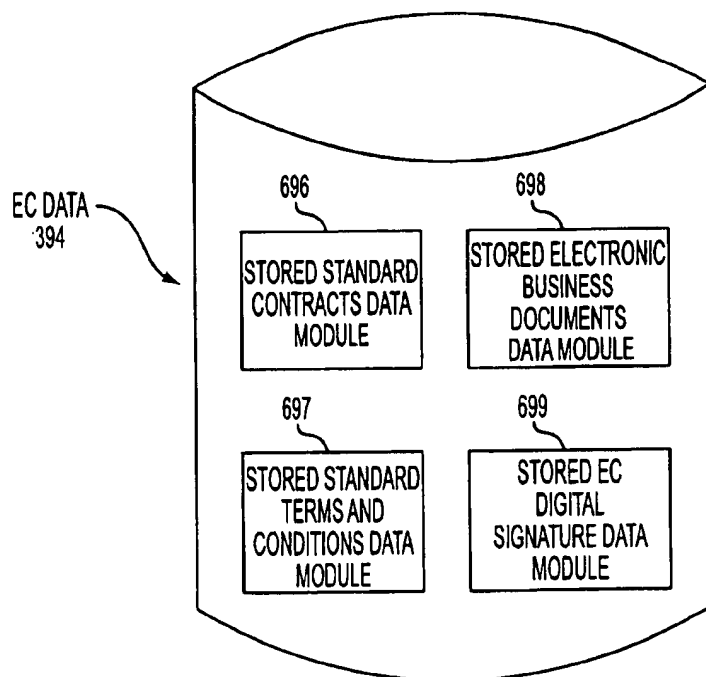 EC DATA
394
696
STORED STANDARD
CONTRACTS DATA
MODULE
698
STORED ELECTRONIC
BUSINESS
DOCUMENTS
DATA MODULE
697
STORED STANDARD
TERMS AND
CONDITIONS DATA
MODULE
699
STORED EC
DIGITAL
SIGNATURE DATA
MODULE